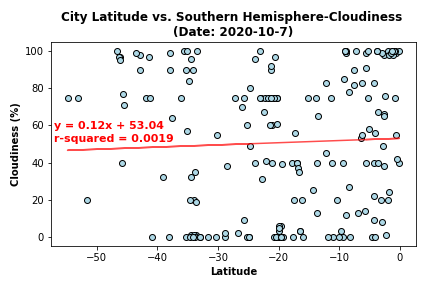 City Latitude vs. Southern Hemisphere-Cloudiness
(Date: 2020-10-7)
Cloudiness (%)
100
80
60
40
20
0
y = 0.12x + 53.04
r-squared = 0.0019
−50 −40 −30 −20 −10 0
Latitude